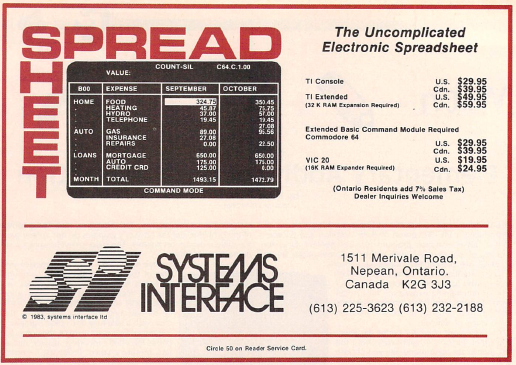 SPREAD
SHEET
COUNT-SIL C64.C.1.00
VALUE:
B00 EXPENSE SEPTEMBER OCTOBER
HOME FOOD 324.75 350.45
. HEATING 45.87 75.75
. HYDRO 37.00 57.00
. TELEPHONE 19.45 19.45
27.08
AUTO GAS 89.00 95.56
. INSURANCE 27.08
. REPAIRS 0.00 22.50
LOANS MORTGAGE 650.00 650.00
. AUTO 175.00 175.00
. CREDIT CRD 125.00 0.00
MONTH TOTAL 1493.15 1472.79
COMMAND MODE
The Uncomplicated
Electronic Spreadsheet
TI Console U.S. $29.95
Cdn. $39.95
TI Extended U.S. $49.95
(32 K RAM Expansion Required) Cdn. $59.95
Extended Basic Command Module Required
Commodore 64
U.S. $29.95
Cdn. $39.95
VIC 20 U.S. $19.95
(16K RAM Expander Required) Cdn. $24.95
(Ontario Residents add 7% Sales Tax)
Dealer Inquiries Welcome
SYSTEMS
INTERFACE
© 1983, systems interface ltd
1511 Merivale Road,
Nepean, Ontario.
Canada K2G 3J3
(613) 225-3623 (613) 232-2188
Circle 50 on Reader Service Card.